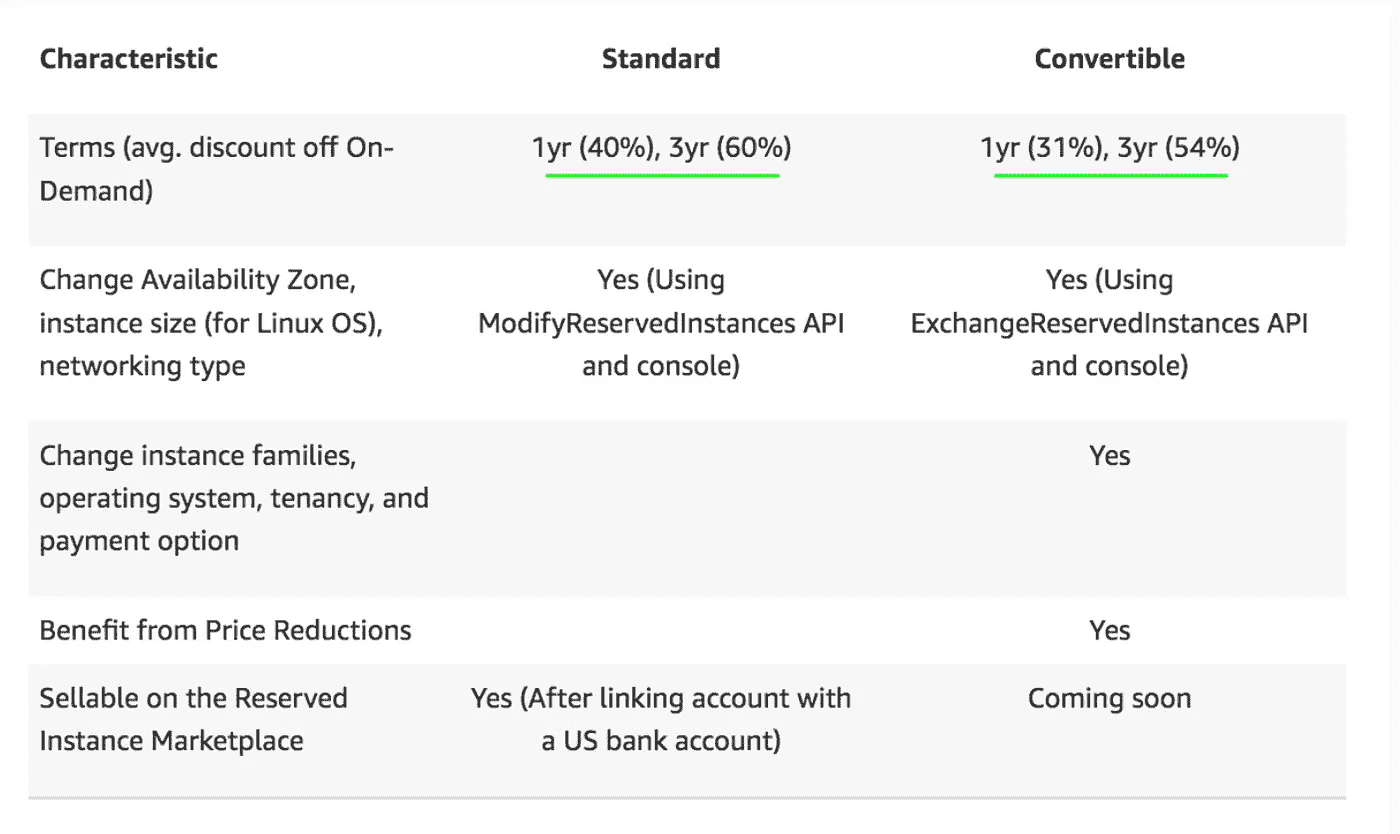 Characteristic Standard Convertible
Terms (avg. discount off On-
Demand)
1yr (40%), 3yr (60%)
1yr (31%), 3yr (54%)
Change Availability Zone,
instance size (for Linux OS),
networking type
Yes (Using
ModifyReservedInstances API
and console)
Yes (Using
ExchangeReservedInstances API
and console)
Change instance families,
operating system, tenancy, and
payment option
Yes
Benefit from Price Reductions
Yes
Sellable on the Reserved
Instance Marketplace
Yes (After linking account with
a US bank account)
Coming soon